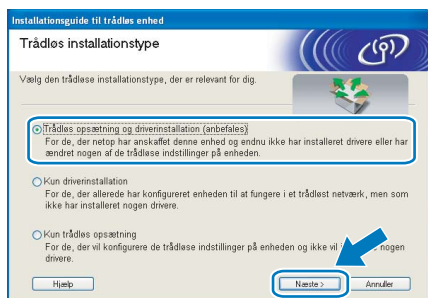 Installationsguide til trådløs enhed
Trådløs installationstype
Vælg den trådløse installationstype, der er relevant for dig.
Trådløs opsætning og driverinstallation (anbefales)
For de, der netop har anskaffet denne enhed og endnu ikke har installeret drivere eller har
ændret nogen af de trådløse indstillinger på enheden.
Kun driverinstallation
For de, der allerede har konfigureret enheden til at fungere i et trådløst netværk, men som
ikke har installeret nogen drivere.
Kun trådløs opsætning
For de, der vil konfigurere de trådløse indstillinger på enheden og ikke vil nogen
drivere.
Hjælp
Næste >
Annuller